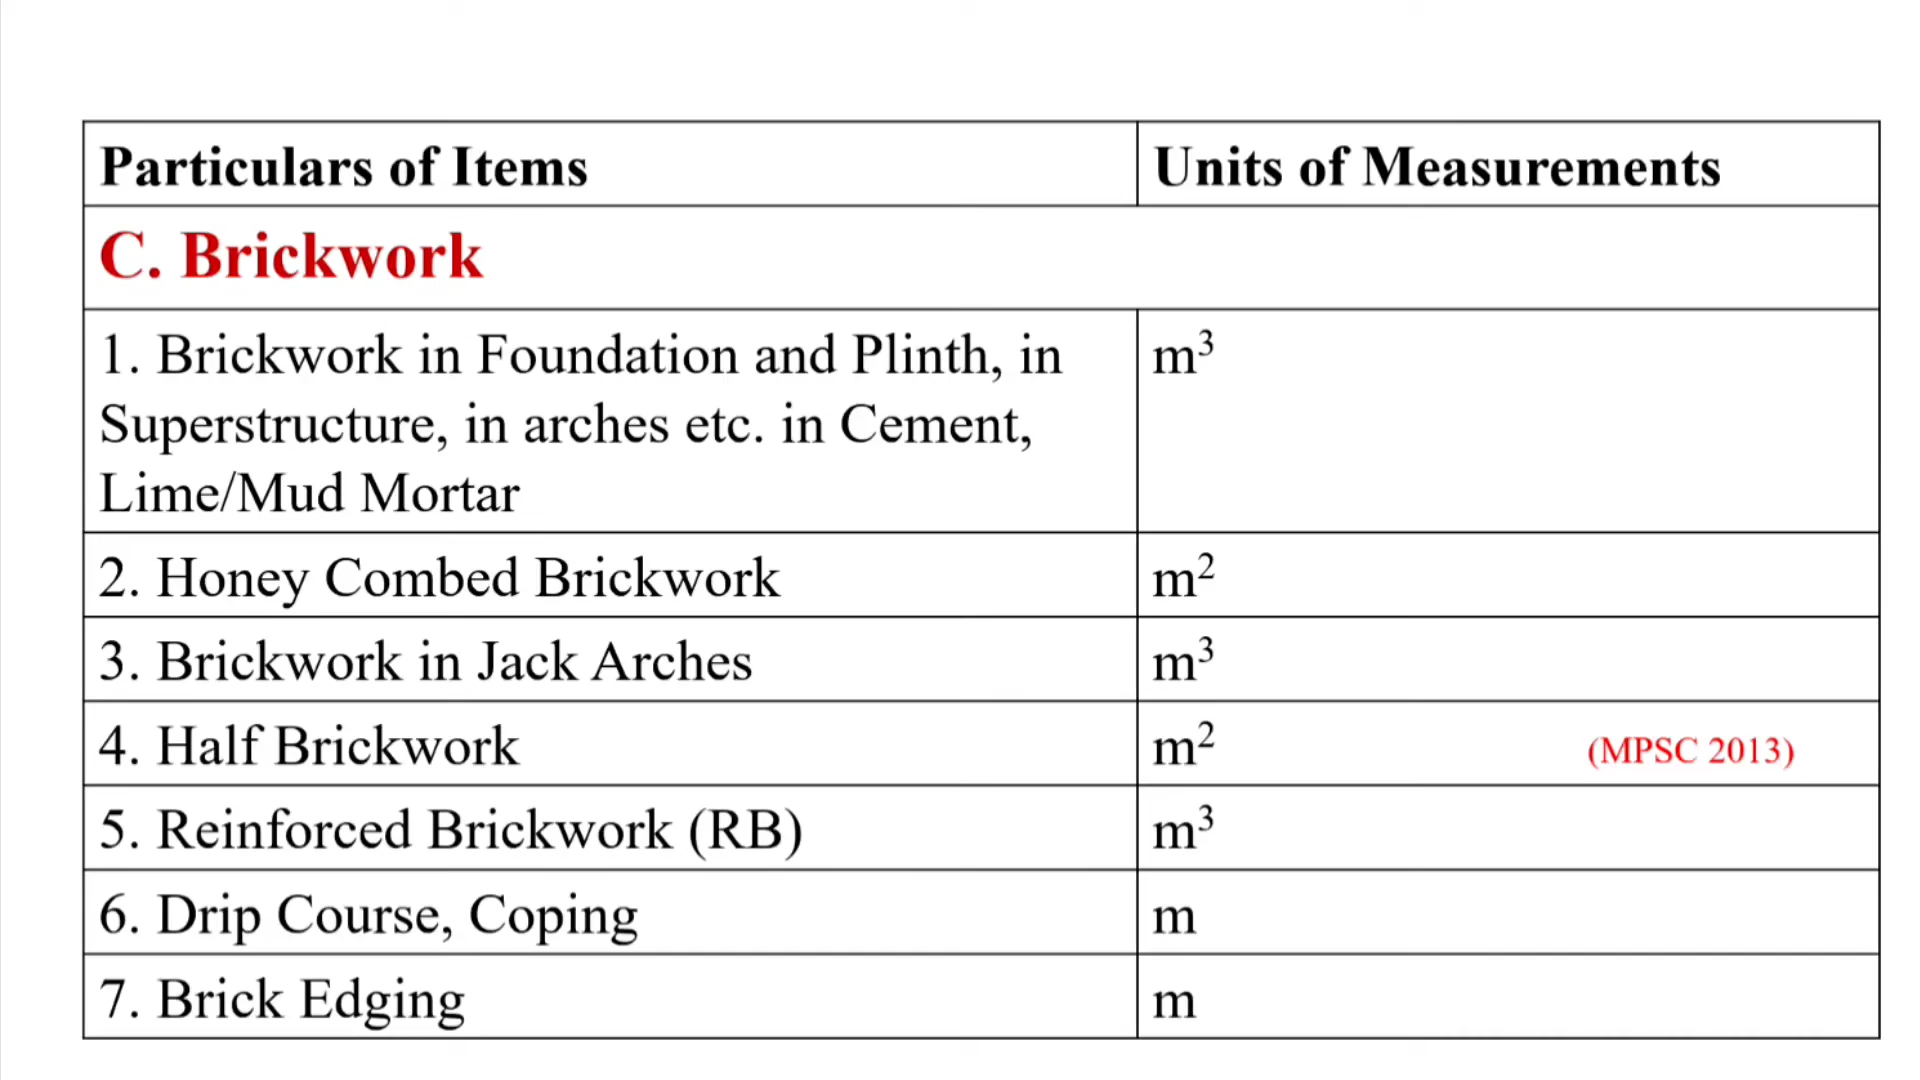 Particulars of Items
Units of Measurements
C. Brickwork
1. Brickwork in Foundation and Plinth, in
Superstructure, in arches etc. in Cement,
Lime/Mud Mortar
m³
2. Honey Combed Brickwork
m²
3. Brickwork in Jack Arches
m³
4. Half Brickwork
m²
(MPSC 2013)
5. Reinforced Brickwork (RB)
m³
6. Drip Course, Coping
m
7. Brick Edging
m